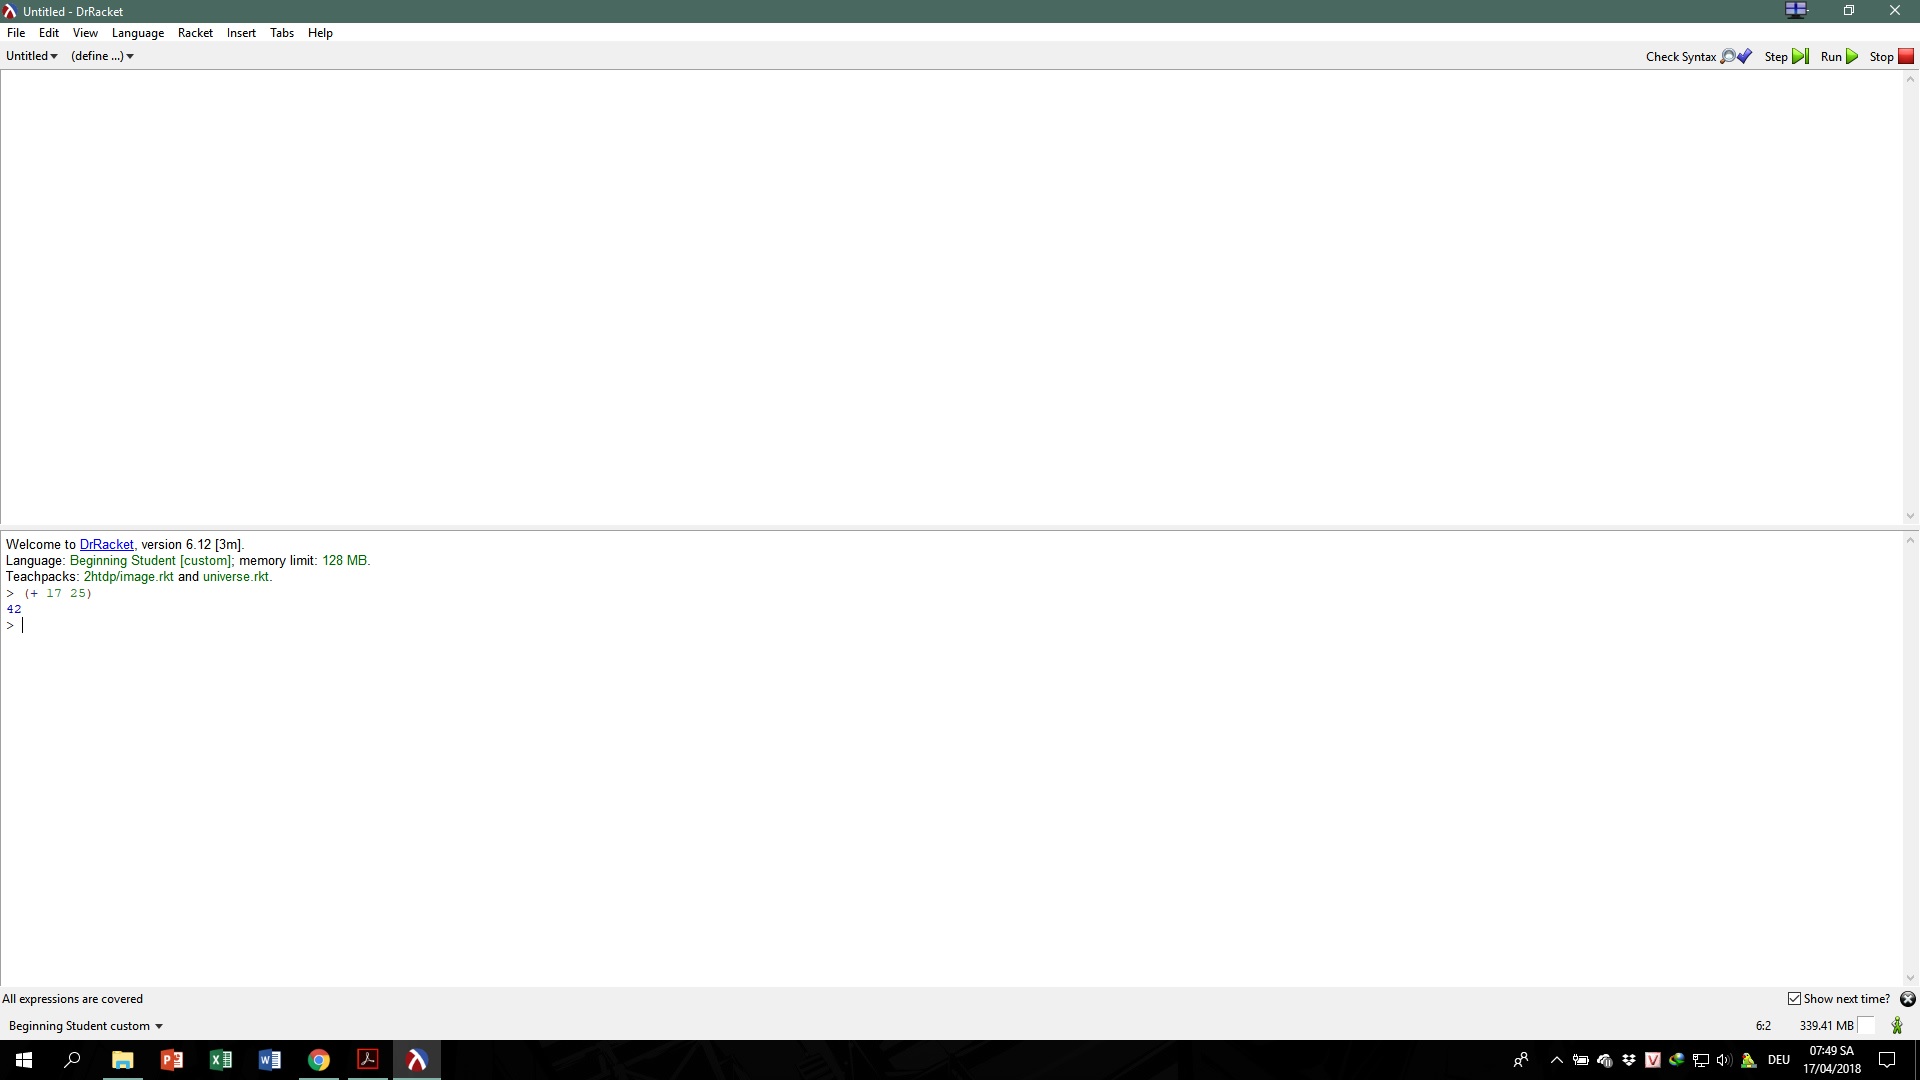 Untitled - DrRacket
File Edit View Language Racket Insert Tabs Help
Untitled (define ...) Check Syntax Step Run Stop
Welcome to DrRacket, version 6.12 [3m].
Language: Beginning Student [custom]; memory limit: 128 MB.
Teachpacks: 2htdp/image.rkt and universe.rkt.
> (+ 17 25)
42
>
All expressions are covered Show next time?
Beginning Student custom 6:2 339.41 MB
DEU 07:49 SA
17/04/2018